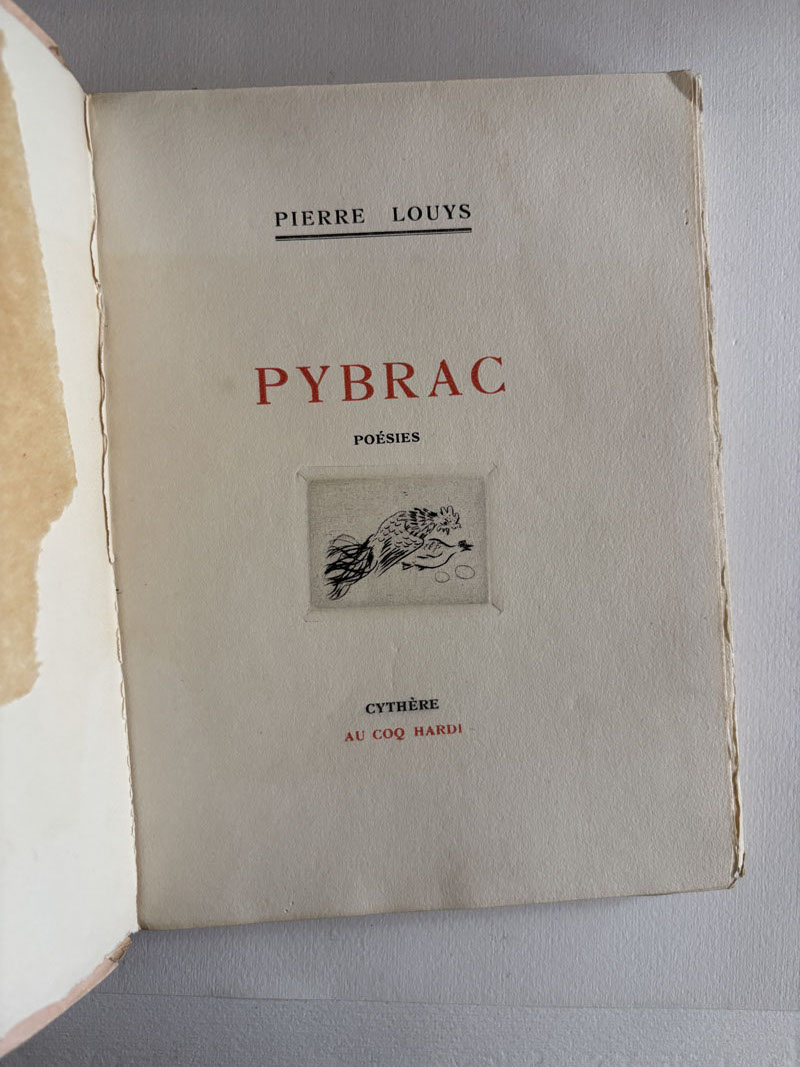 PIERRE LOUYS
PYBRAC
POÉSIES
CYTHÈRE
AU COQ HARDI